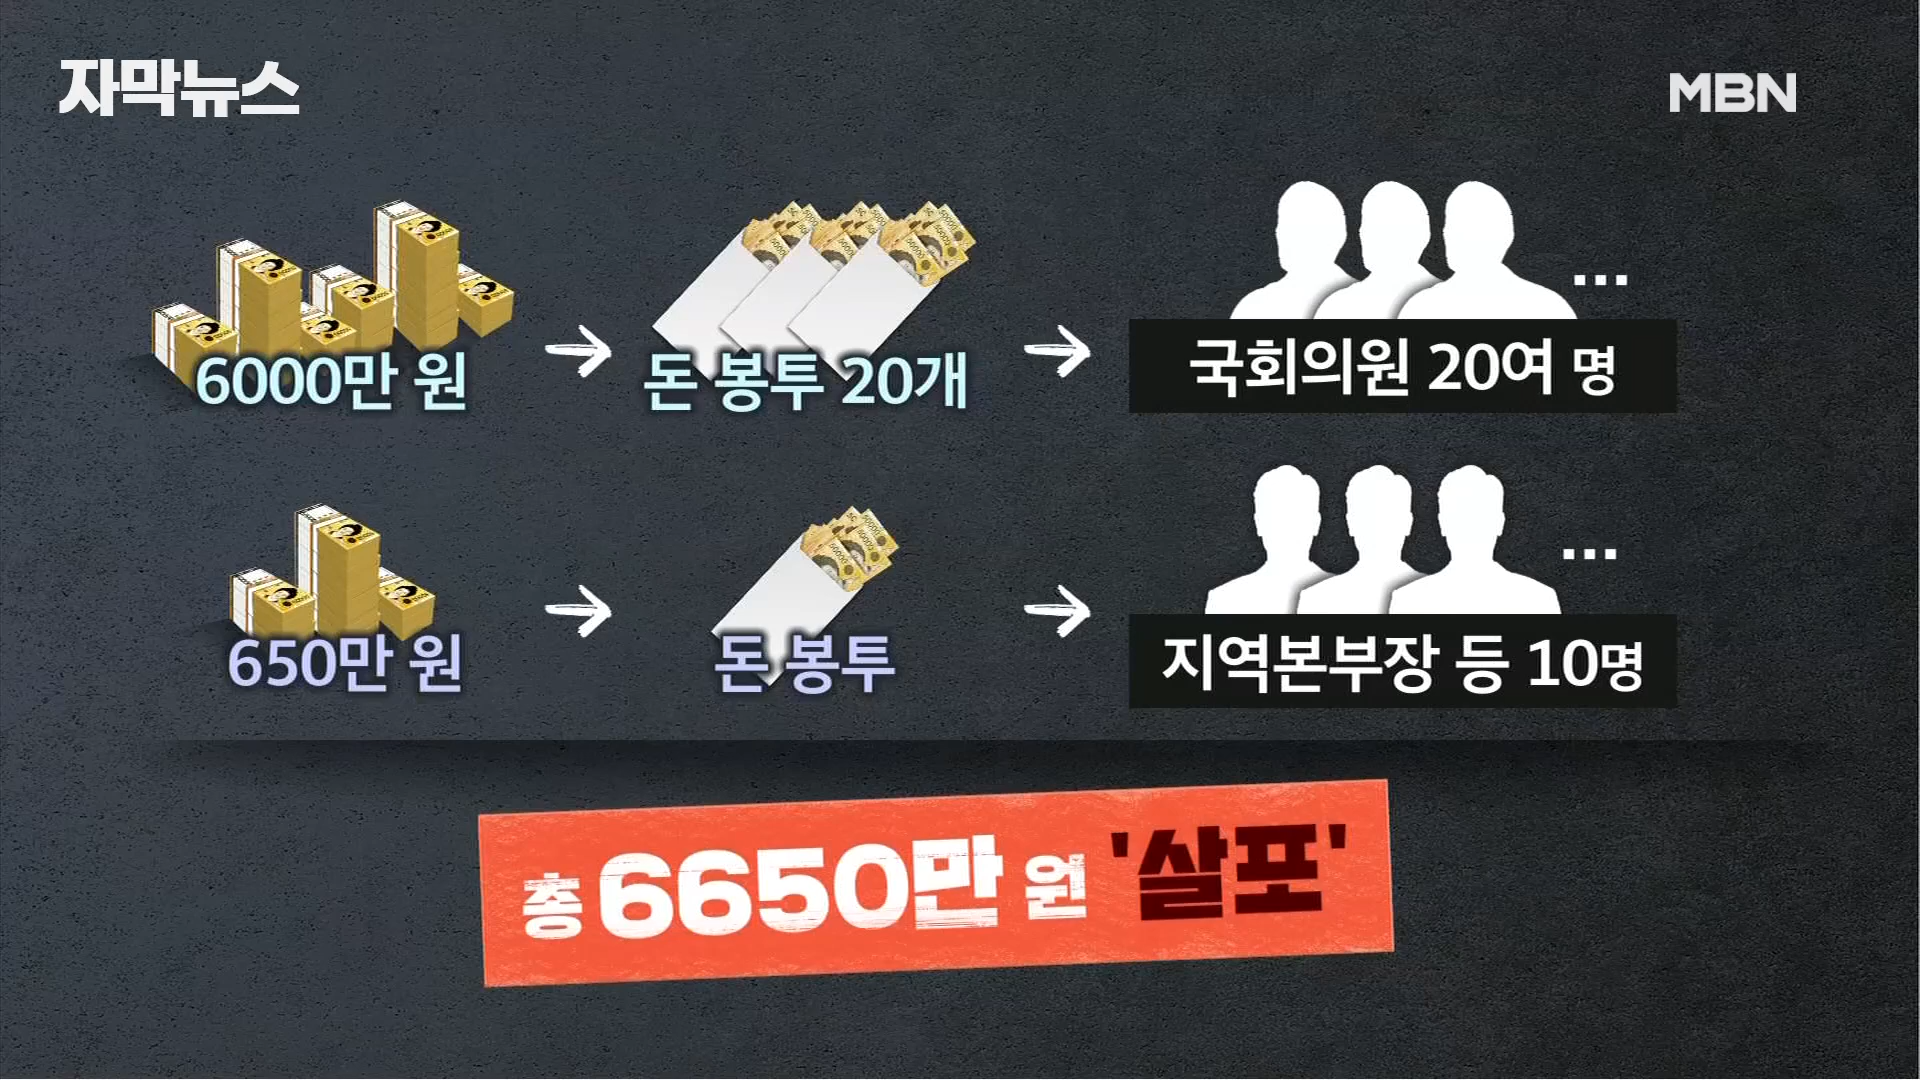 자막뉴스
MBN
6000만 원
돈 봉투 20개
국회의원 20여 명
650만 원
돈 봉투
지역본부장 등 10명
총 6650만 원 '살포'